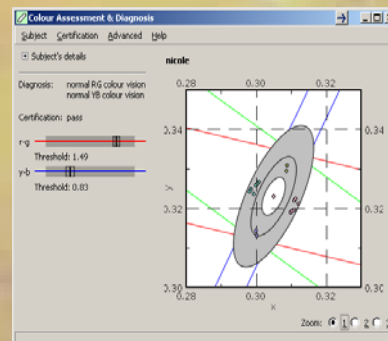 Colour Assessment & Diagnosis
Subject Certification Advanced Help
Subject's details
nicole
Diagnosis: normal RG colour vision
normal YB colour vision
Certification: pass
r-g
Threshold: 1.49
y-b
Threshold: 0.83
0.28 0.30 0.32
0.34 0.34
y
0.32 0.32
0.30 0.30
0.28 0.30 0.32
x
Zoom: 1 2